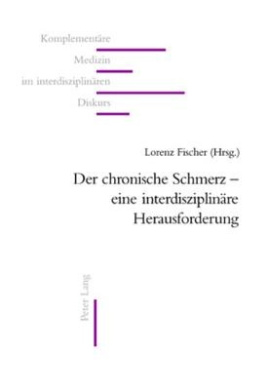 Komplementäre
Medizin
im interdisziplinären
Diskurs
Lorenz Fischer (Hrsg.)
Der chronische Schmerz –
eine interdisziplinäre
Herausforderung
Peter Lang